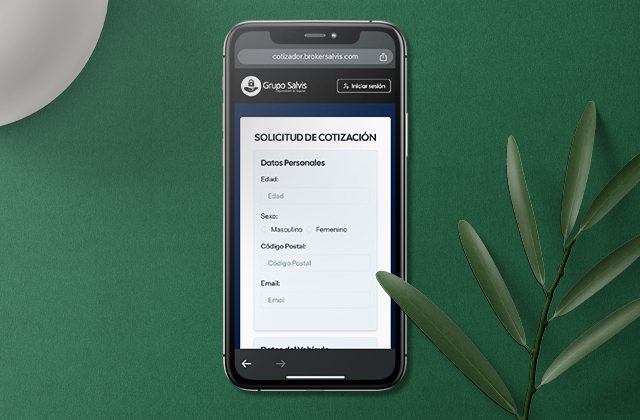 cotizador.brokersalvis.com
Grupo Salvis
Iniciar sesión
SOLICITUD DE COTIZACIÓN
Datos Personales
Edad:
Edad
Sexo:
Masculino Femenino
Código Postal:
Código Postal
Email:
Email